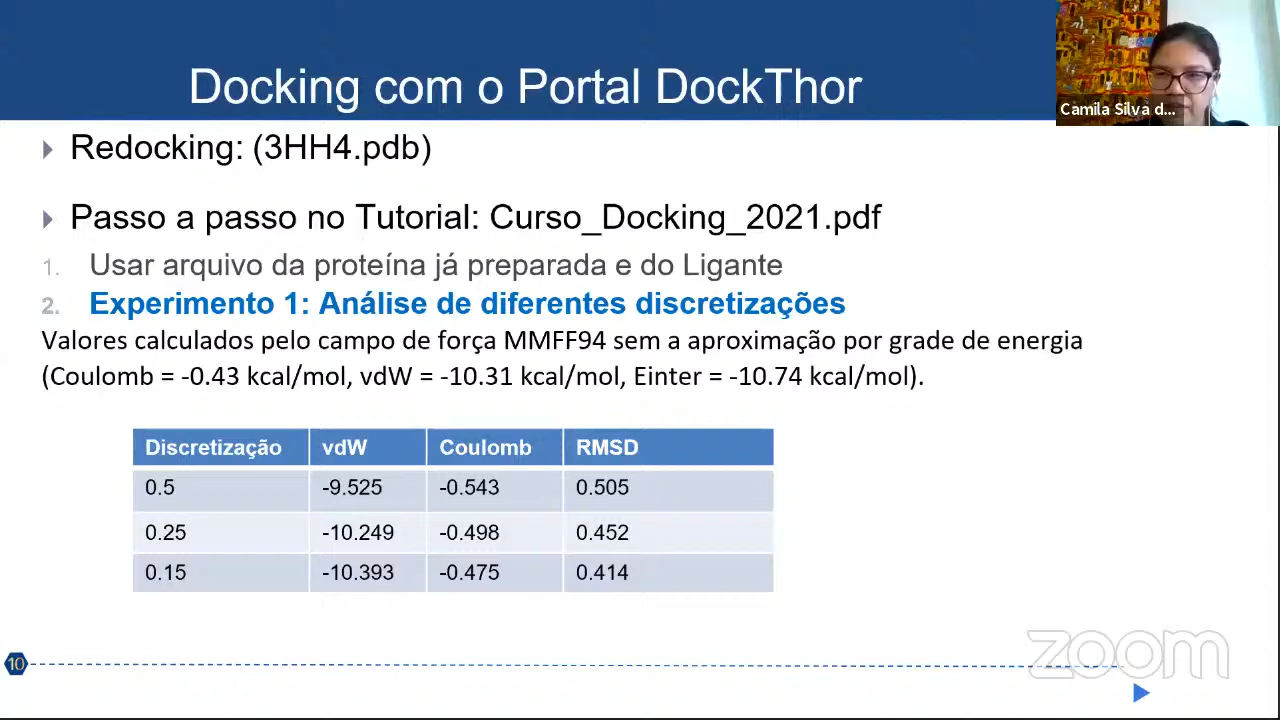 Docking com o Portal DockThor
Camila Silva d...
Redocking: (3HH4.pdb)
Passo a passo no Tutorial: Curso_Docking_2021.pdf
1. Usar arquivo da proteína já preparada e do Ligante
2. Experimento 1: Análise de diferentes discretizações
Valores calculados pelo campo de força MMFF94 sem a aproximação por grade de energia
(Coulomb = -0.43 kcal/mol, vdW = -10.31 kcal/mol, Einter = -10.74 kcal/mol).
Discretização vdW Coulomb RMSD
0.5 -9.525 -0.543 0.505
0.25 -10.249 -0.498 0.452
0.15 -10.393 -0.475 0.414
zoom
10